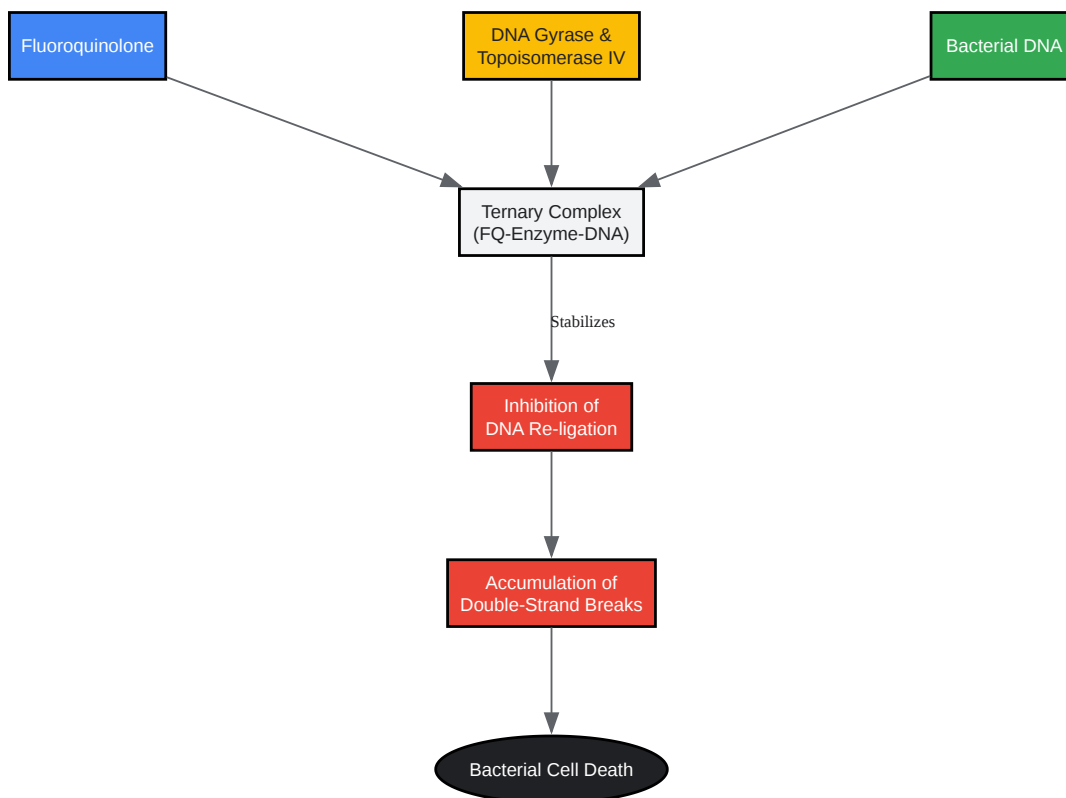 Fluoroquinolone
DNA Gyrase &
Topoisomerase IV
Bacterial DNA
Ternary Complex
(FQ-Enzyme-DNA)
Stabilizes
Inhibition of
DNA Re-ligation
Accumulation of
Double-Strand Breaks
Bacterial Cell Death